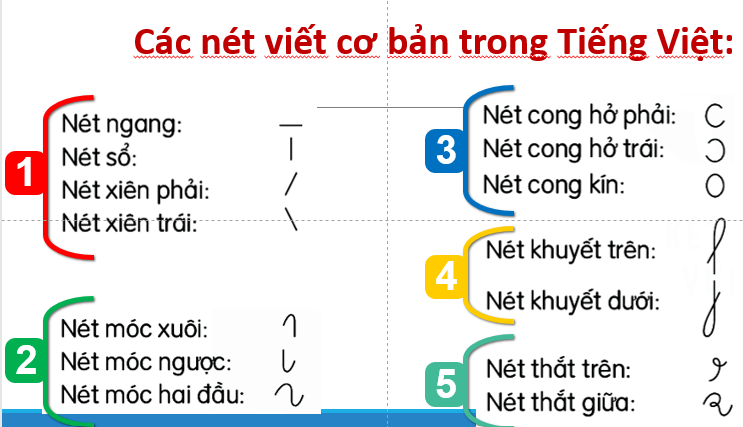 Các nét viết cơ bản trong Tiếng Việt:
1
Nét ngang:
Nét sổ:
Nét xiên phải:
Nét xiên trái:
2
Nét móc xuôi:
Nét móc ngược:
Nét móc hai đầu:
3
Nét cong hở phải:
Nét cong hở trái:
Nét cong kín:
4
Nét khuyết trên:
Nét khuyết dưới:
5
Nét thắt trên:
Nét thắt giữa: